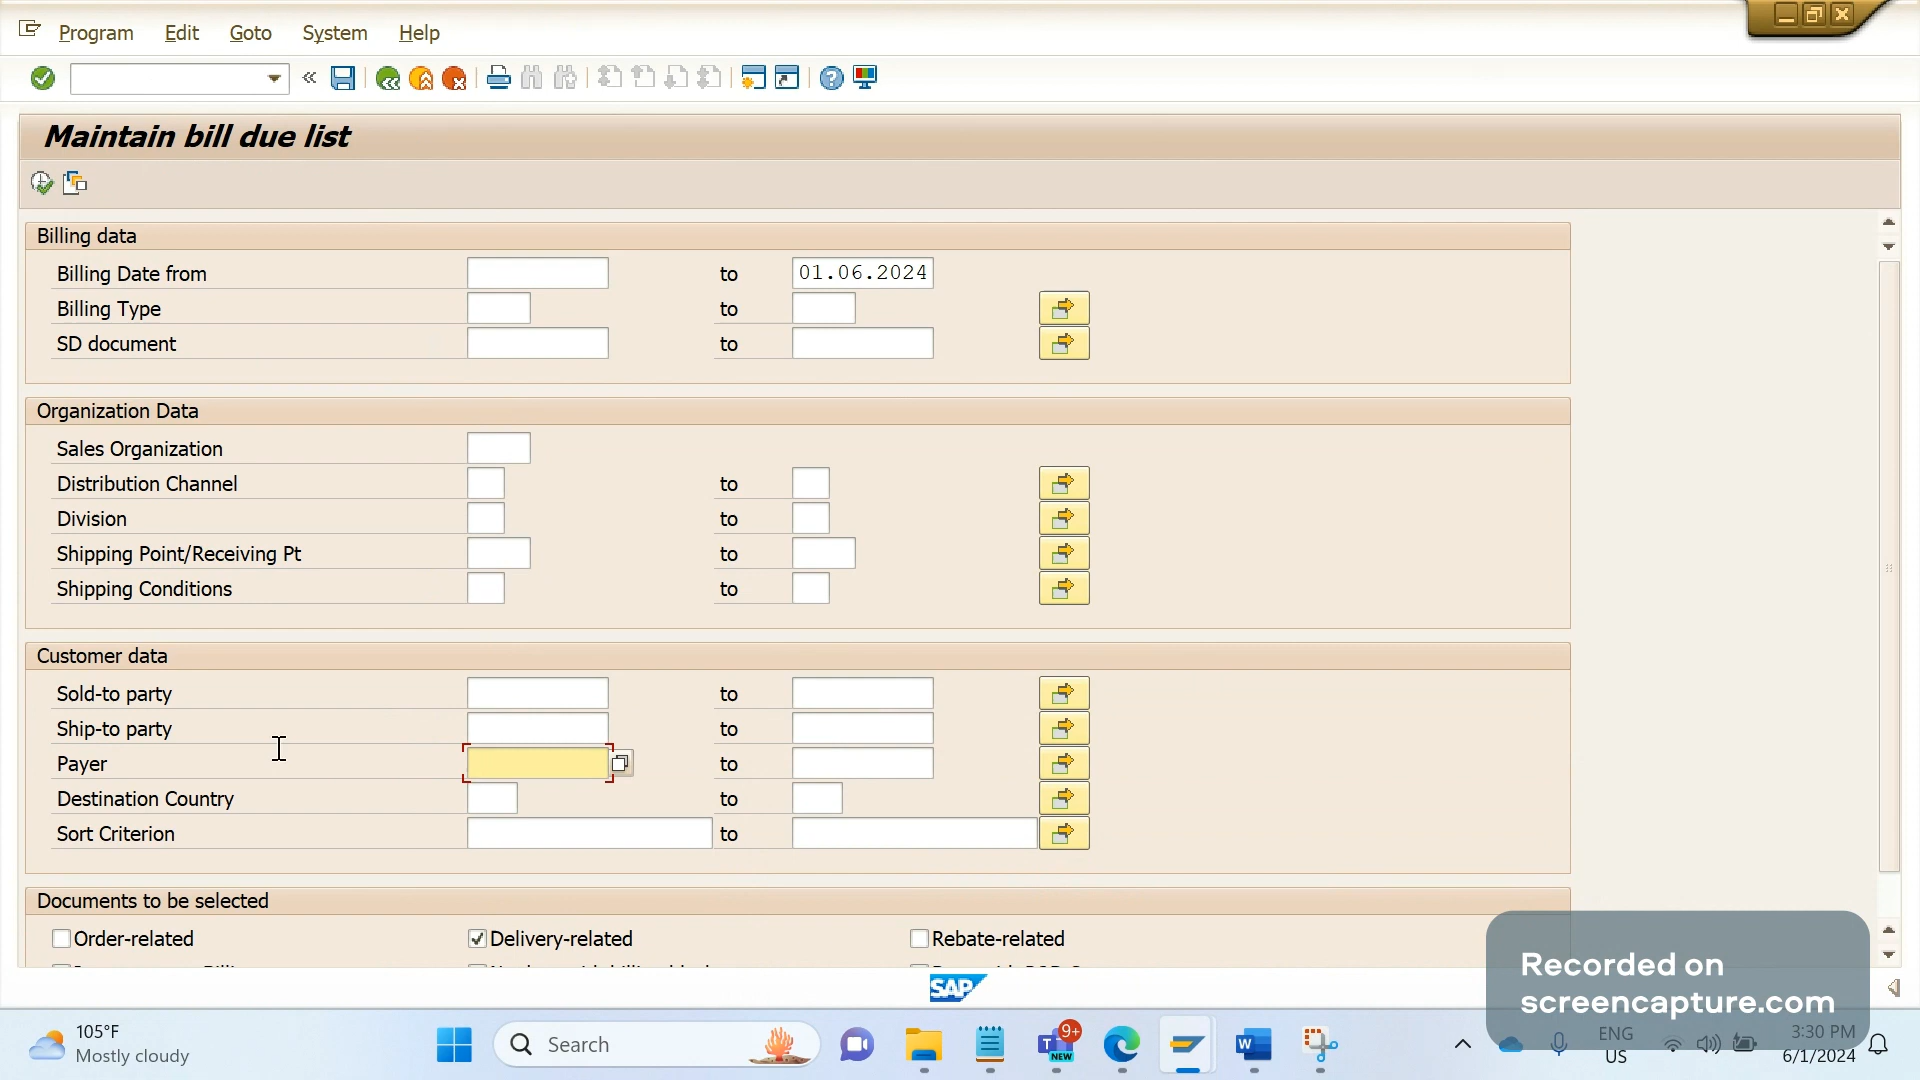 Program Edit Goto System Help
Maintain bill due list
Billing data
Billing Date from to 01.06.2024
Billing Type to
SD document to
Organization Data
Sales Organization
Distribution Channel to
Division to
Shipping Point/Receiving Pt to
Shipping Conditions to
Customer data
Sold-to party to
Ship-to party to
Payer to
Destination Country to
Sort Criterion to
Documents to be selected
Order-related Delivery-related Rebate-related
SAP
Recorded on
screencapture.com
105°F
Mostly cloudy
Search
9+
NEW
ENG
US
3:30 PM
6/1/2024